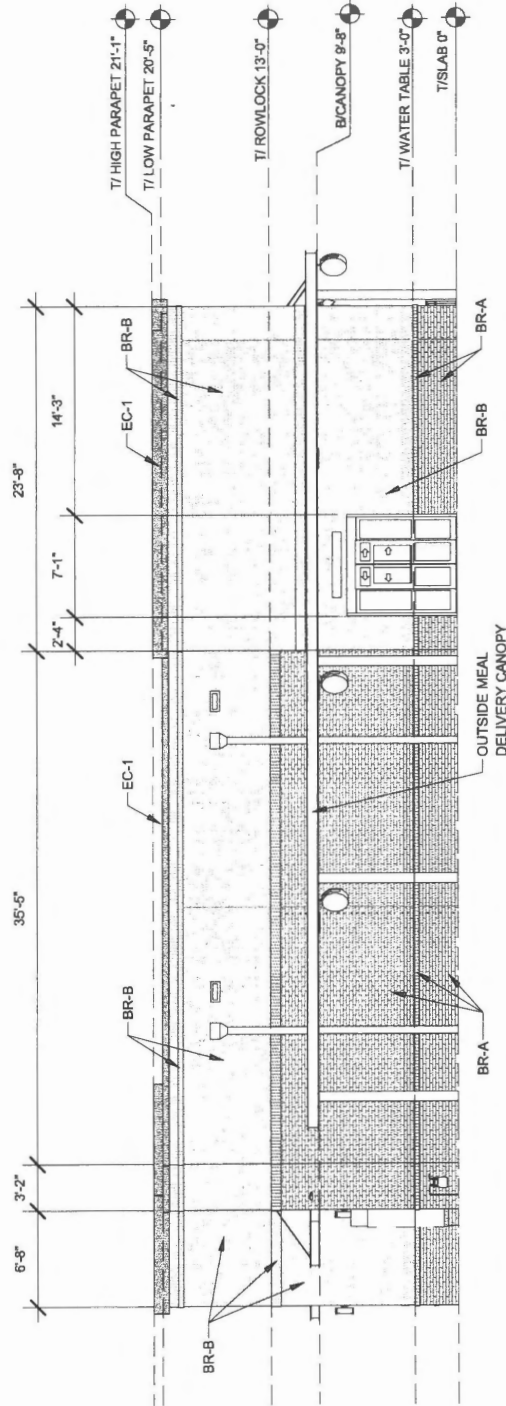 T/ HIGH PARAPET 21'-1"
T/ LOW PARAPET 20'-5"
T/ ROWLOCK 13'-0"
B/CANOPY 9'-8"
T/ WATER TABLE 3'-0"
T/SLAB 0"
23'-8"
14'-3"
7'-1"
2'-4"
35'-5"
3'-2"
6'-8"
BR-B
EC-1
BR-A
BR-B
EC-1
OUTSIDE MEAL
DELIVERY CANOPY
BR-B
BR-A
BR-B